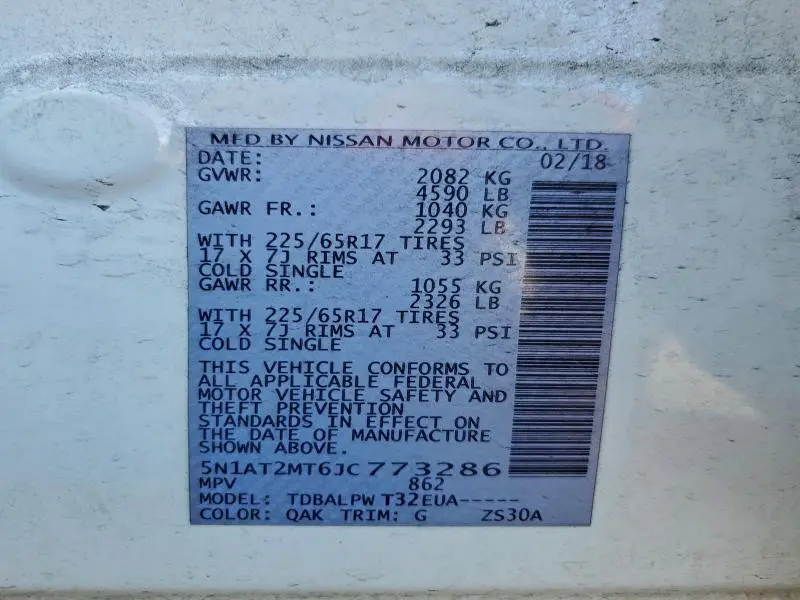 MFD BY NISSAN MOTOR CO., LTD.
DATE: 02/18
GVWR: 2082 KG
4590 LB
GAWR FR.: 1040 KG
2293 LB
WITH 225/65R17 TIRES
17 X 7J RIMS AT 33 PSI
COLD SINGLE
GAWR RR.: 1055 KG
2326 LB
WITH 225/65R17 TIRES
17 X 7J RIMS AT 33 PSI
COLD SINGLE
THIS VEHICLE CONFORMS TO
ALL APPLICABLE FEDERAL
MOTOR VEHICLE SAFETY AND
THEFT PREVENTION
STANDARDS IN EFFECT ON
THE DATE OF MANUFACTURE
SHOWN ABOVE.
5N1AT2MT6JC773286
MPV 862
MODEL: TDBALPW T32EUA-----
COLOR: QAK TRIM: G ZS30A